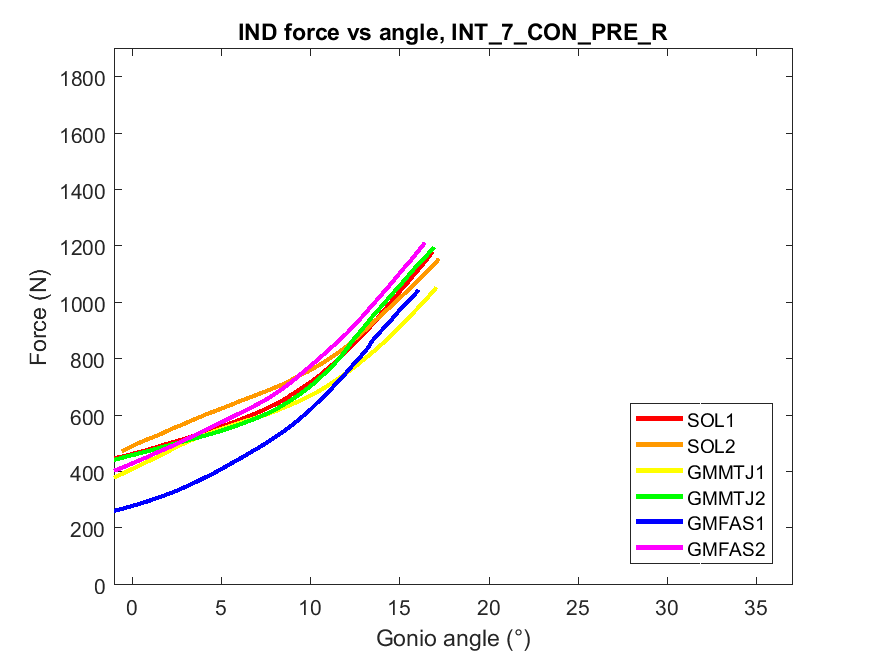 IND force vs angle, INT_7_CON_PRE_R
1800
1600
1400
1200
1000
800
600
400
200
0
Force (N)
0 5 10 15 20 25 30 35
Gonio angle (°)
SOL1
SOL2
GMMTJ1
GMMTJ2
GMFAS1
GMFAS2